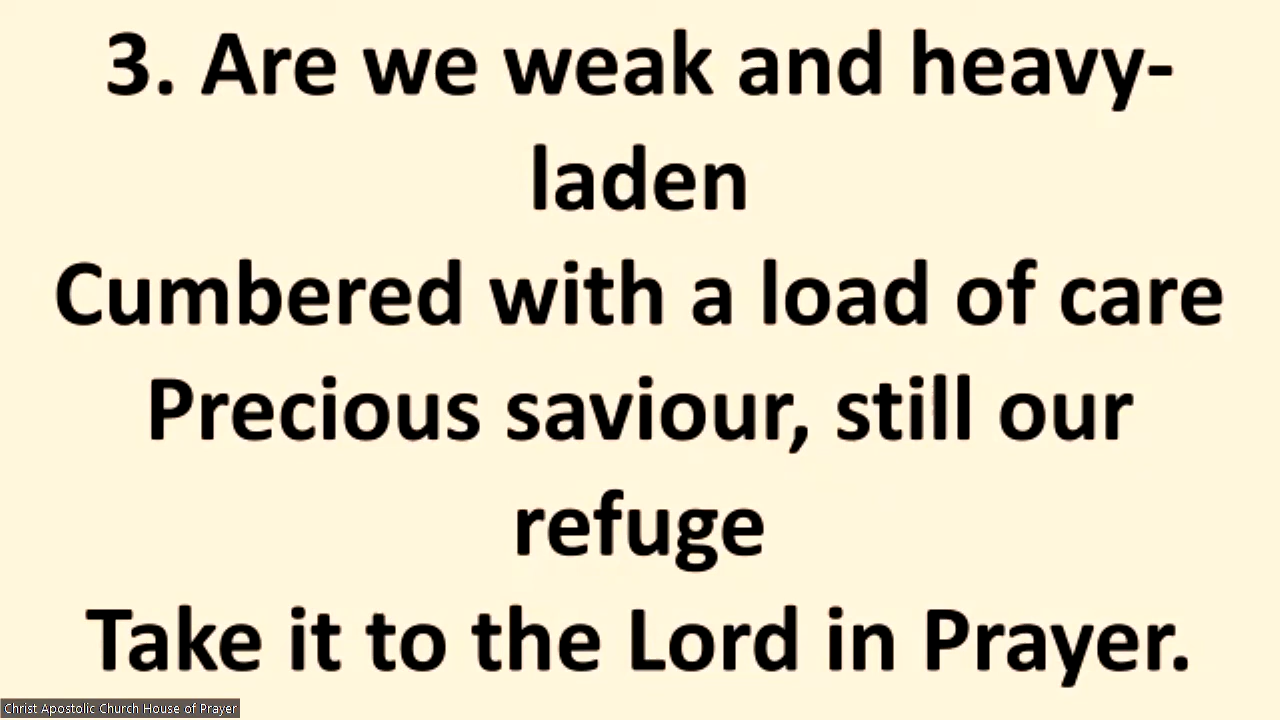 3. Are we weak and heavy-
laden
Cumbered with a load of care
Precious saviour, still our
refuge
Take it to the Lord in Prayer.
Christ Apostolic Church House of Prayer